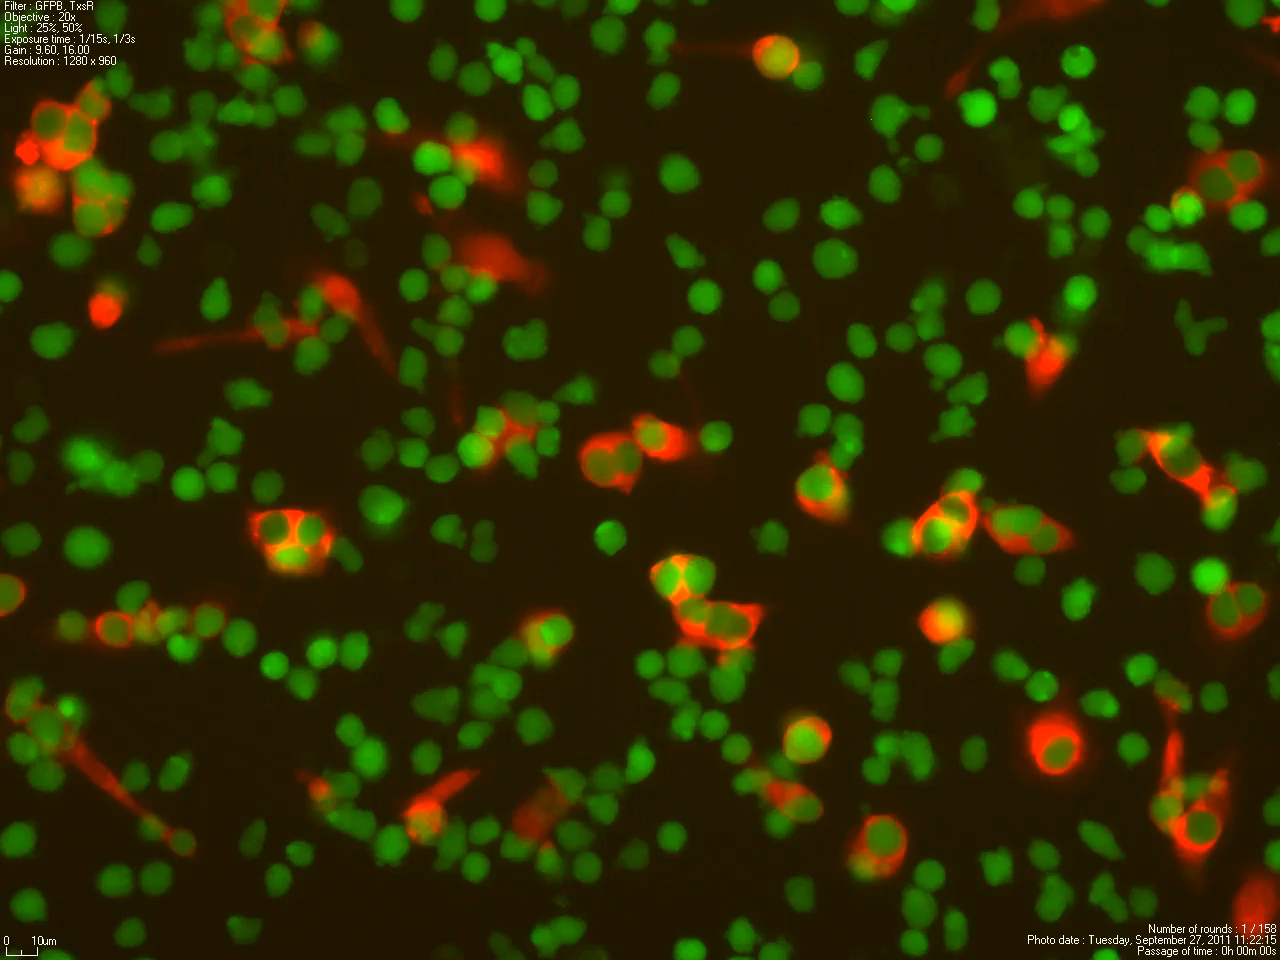 Filter : GFPB, TxsR
Objective : 20x
Light : 25%, 50%
Exposure time : 1/15s, 1/3s
Gain : 9.60, 16.00
Resolution : 1280 x 960
0 10um
Number of rounds : 1 / 158
Photo date : Tuesday, September 27, 2011 11:22:15
Passage of time : 0h 00m 00s